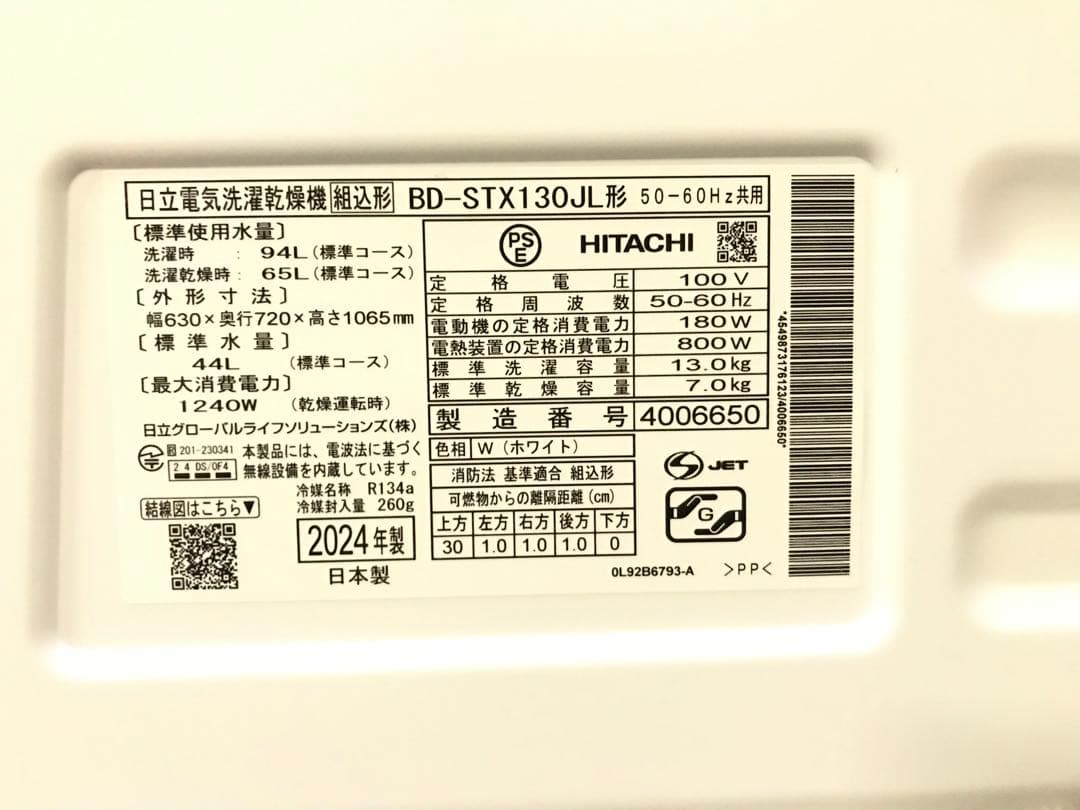 日立電気洗濯乾燥機 組込形 BD-STX130JL形 50-60Hz共用
〔標準使用水量〕
洗濯時 : 94L(標準コース)
洗濯乾燥時: 65L(標準コース)
〔外形寸法〕
幅630×奥行720×高さ1065mm
〔標準水量〕
44L (標準コース)
〔最大消費電力〕
1240W (乾燥運転時)
日立グローバルライフソリューションズ(株)
201-230341 本製品には、電波法に基づく
2 4 DS/OF4 無線設備を内蔵しています。
冷媒名称 R134a
冷媒封入量 260g
結線図はこちら▼
2024年製
日本製
PSE HITACHI
定格電圧 100V
定格周波数 50-60Hz
電動機の定格消費電力 180W
電熱装置の定格消費電力 800W
標準洗濯容量 13.0kg
標準乾燥容量 7.0kg
製造番号 4006650
色相 W(ホワイト)
消防法 基準適合 組込形
可燃物からの離隔距離(cm)
上方 左方 右方 後方 下方
30 1.0 1.0 1.0 0
S JET
G
0L92B6793-A >PP<
*4549873176123/4006650*